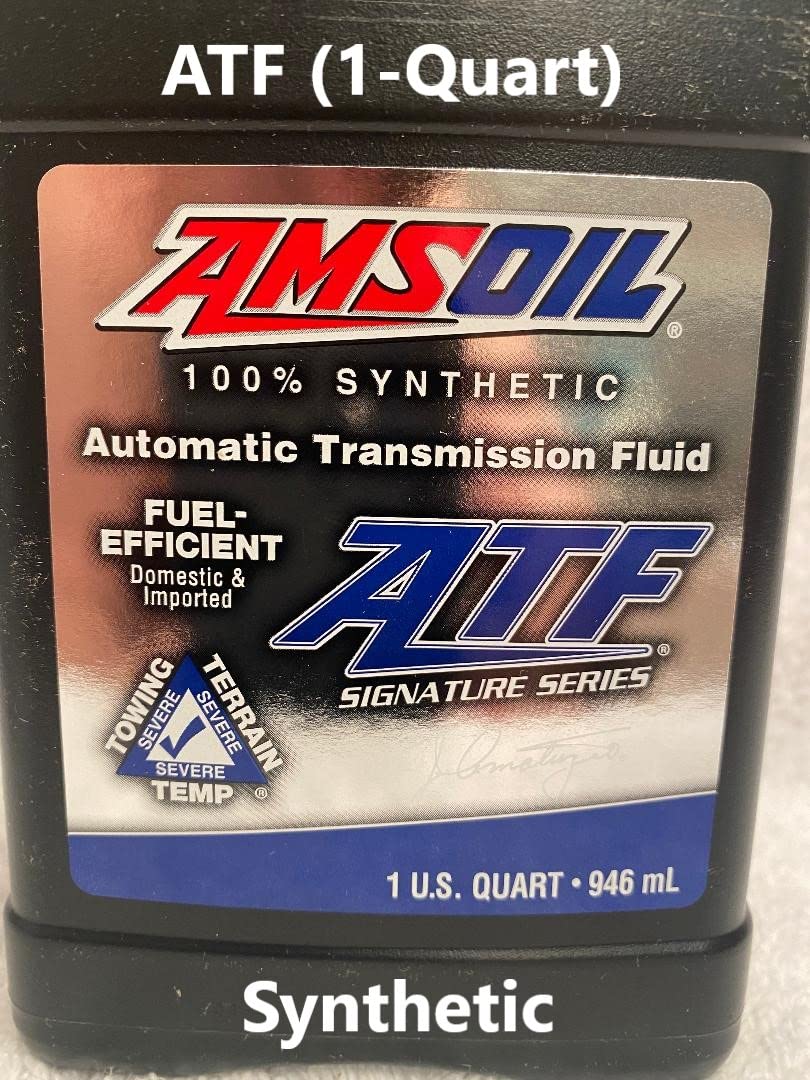 ATF (1-Quart)
AMSOIL®
100% SYNTHETIC
Automatic Transmission Fluid
FUEL-
EFFICIENT
Domestic &
Imported
ATF®
SIGNATURE SERIES
TOWING
TERRAIN
SEVERE
SEVERE
SEVERE
TEMP®
1 U.S. QUART • 946 mL
Synthetic